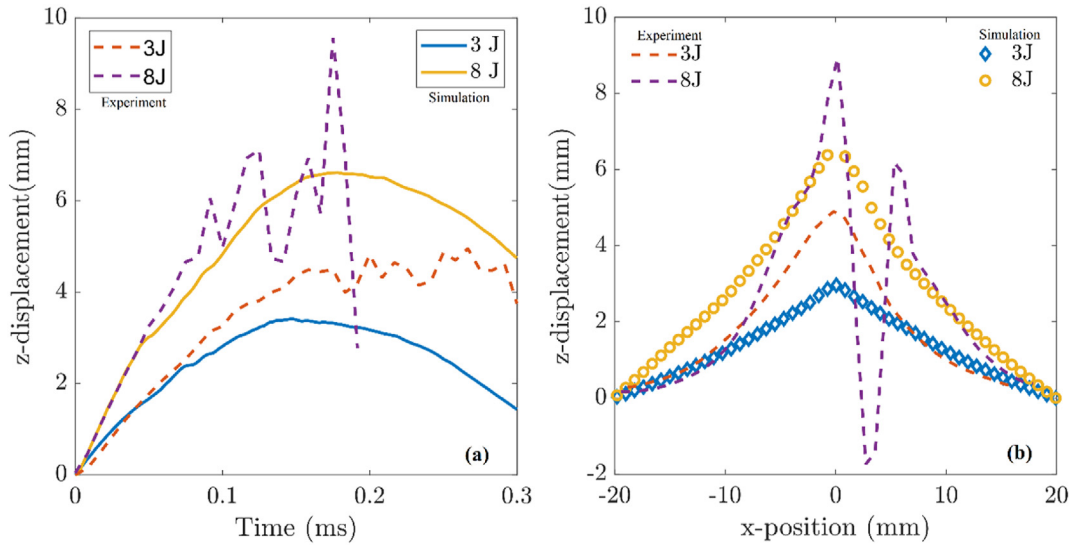 10
8
6
4
2
0
z-displacement(mm)
3J
8J
Experiment
3 J
8 J
Simulation
(a)
0
0.1
0.2
0.3
Time (ms)
10
8
6
4
2
0
-2
z-displacement(mm)
Experiment
3J
8J
Simulation
3J
8J
(b)
-20
-10
0
10
20
x-position (mm)